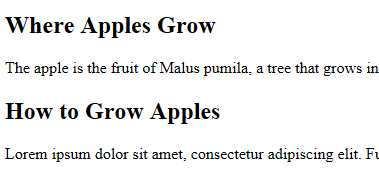 Where Apples Grow
The apple is the fruit of Malus pumila, a tree that grows in
How to Grow Apples
Lorem ipsum dolor sit amet, consectetur adipiscing elit.